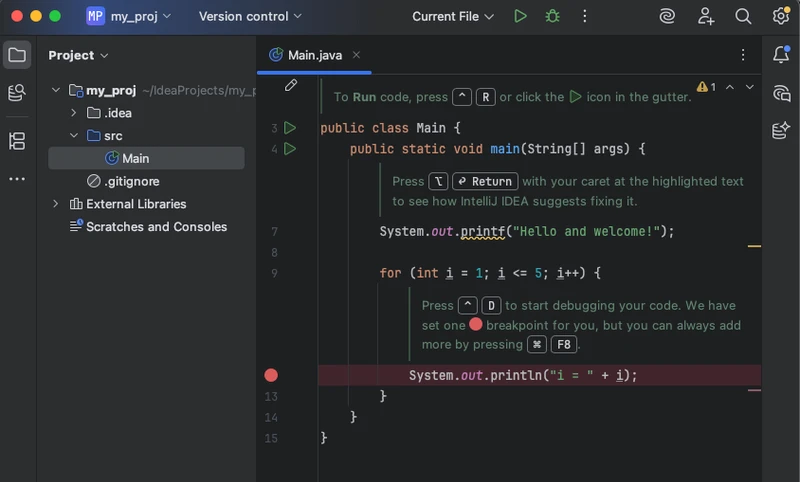 MP my_proj Version control Current File
Project
my_proj ~/IdeaProjects/my_p
.idea
src
Main
.gitignore
External Libraries
Scratches and Consoles
Main.java
To Run code, press ^ R or click the icon in the gutter.
1
3 public class Main {
4 public static void main(String[] args) {
Press ⌥ ⏎ Return with your caret at the highlighted text
to see how IntelliJ IDEA suggests fixing it.
7 System.out.printf("Hello and welcome!");
8
9 for (int i = 1; i <= 5; i++) {
Press ^ D to start debugging your code. We have
set one breakpoint for you, but you can always add
more by pressing ⌘ F8.
System.out.println("i = " + i);
13 }
14 }
15 }